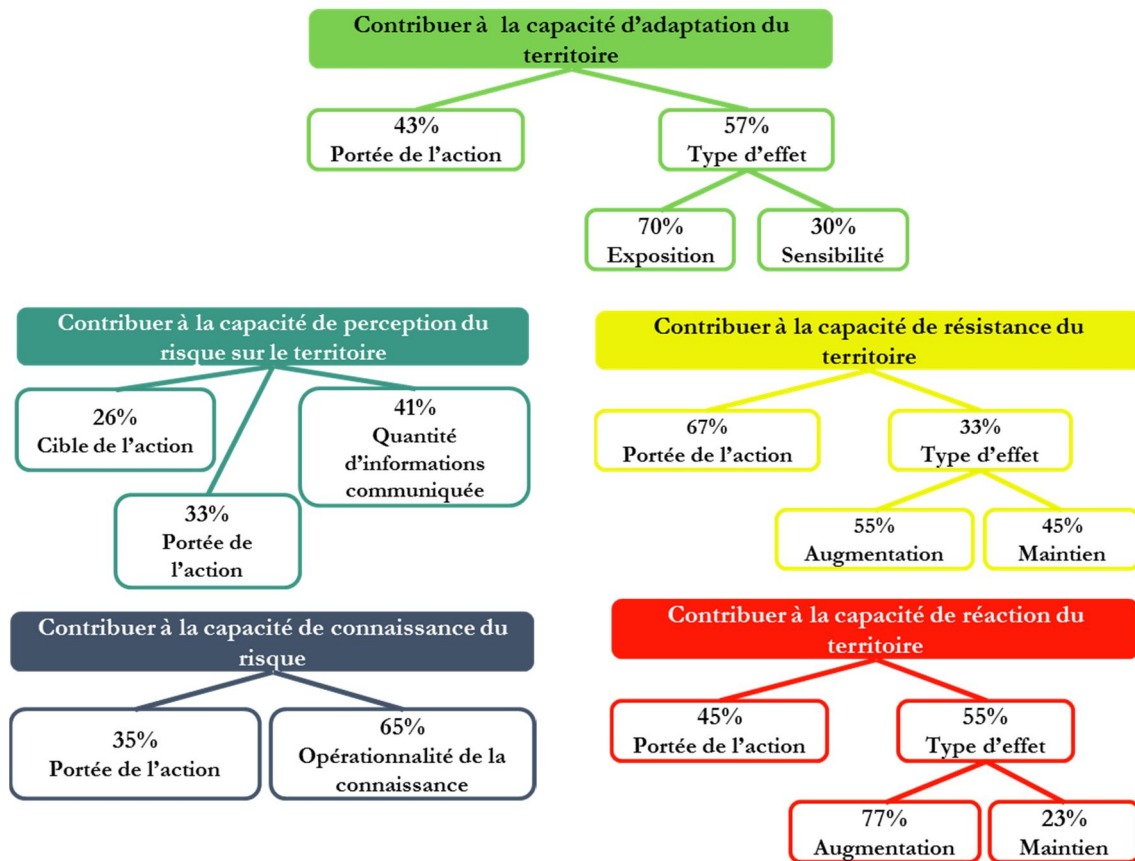 Contribuer à la capacité d'adaptation du
territoire
43%
Portée de l'action
57%
Type d'effet
70%
Exposition
30%
Sensibilité
Contribuer à la capacité de perception du
risque sur le territoire
26%
Cible de l'action
33%
Portée de
l'action
41%
Quantité
d'informations
communiquée
Contribuer à la capacité de résistance du
territoire
67%
Portée de l'action
33%
Type d'effet
55%
Augmentation
45%
Maintien
Contribuer à la capacité de connaissance du
risque
35%
Portée de l'action
65%
Opérationnalité de la
connaissance
Contribuer à la capacité de réaction du
territoire
45%
Portée de l'action
55%
Type d'effet
77%
Augmentation
23%
Maintien